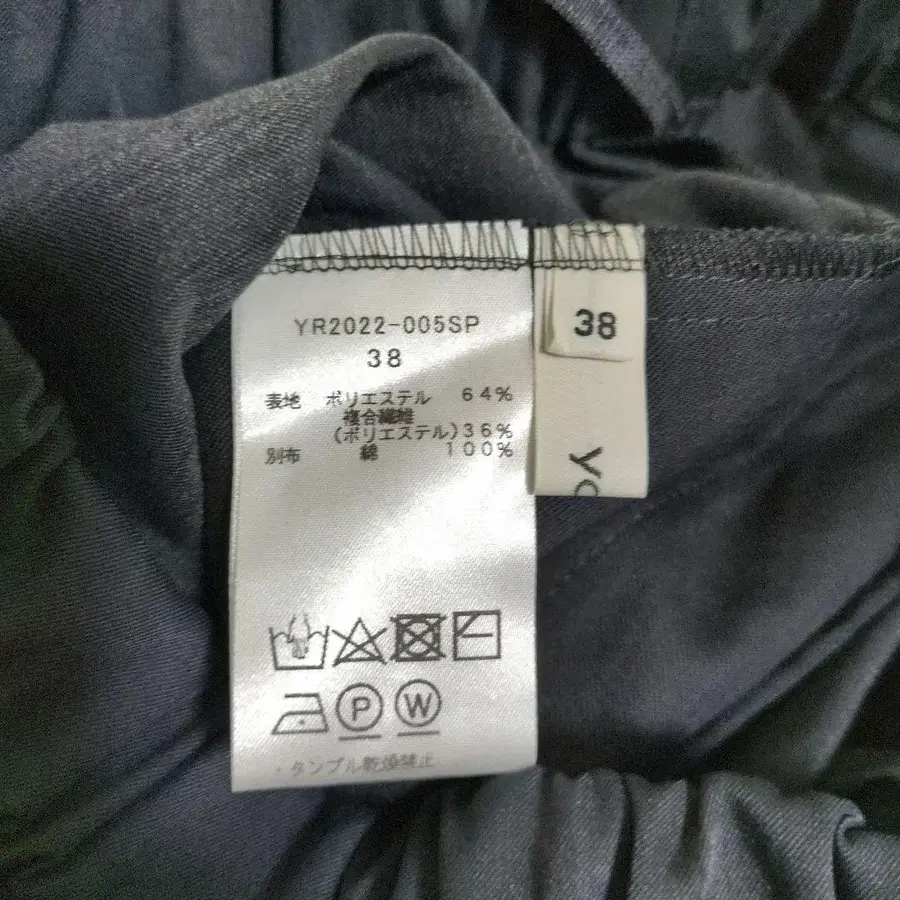 YR2022-005SP
38
表地 ポリエステル 64%
複合繊維
(ポリエステル)36%
別布 綿 100%
P W
・タンブル乾燥禁止
38